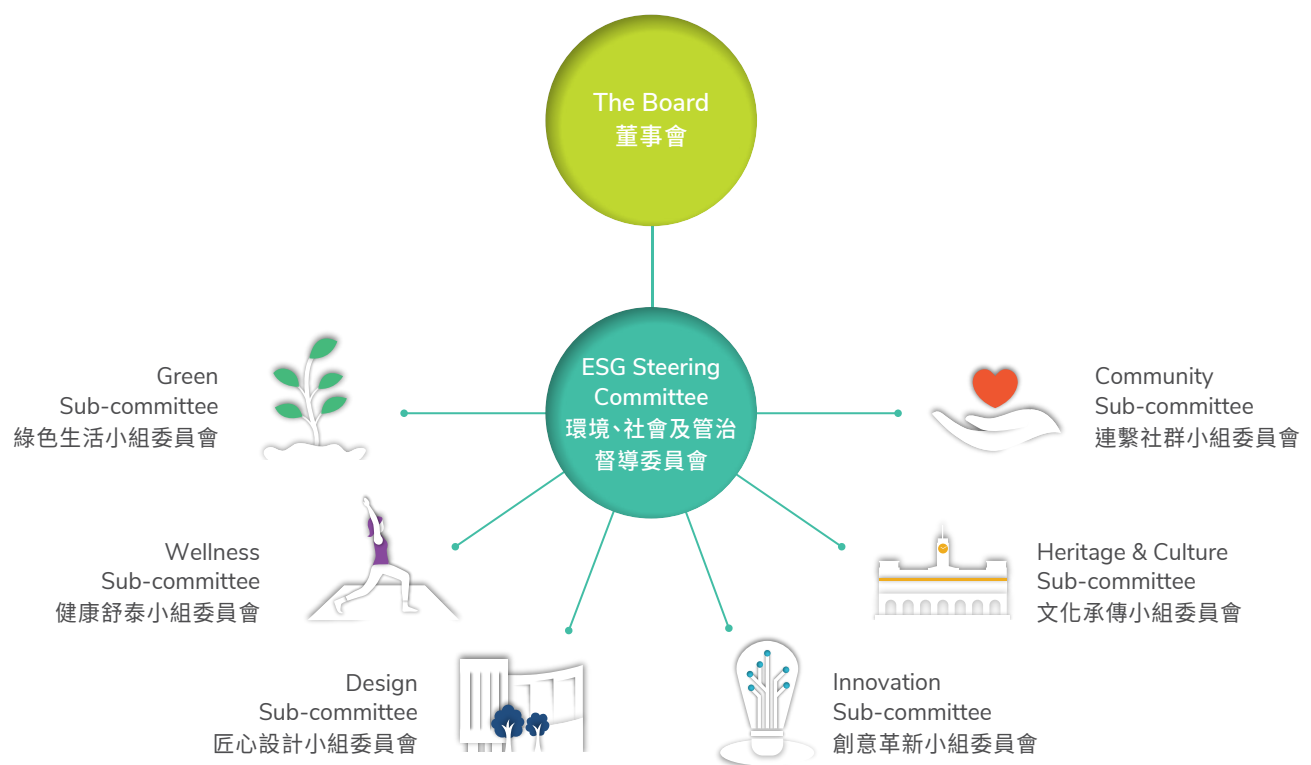 The Board
董事會
ESG Steering
Committee
環境、社會及管治
督導委員會
Green
Sub-committee
綠色生活小組委員會
Community
Sub-committee
連繫社群小組委員會
Wellness
Sub-committee
健康舒泰小組委員會
Heritage & Culture
Sub-committee
文化承傳小組委員會
Design
Sub-committee
匠心設計小組委員會
Innovation
Sub-committee
創意革新小組委員會